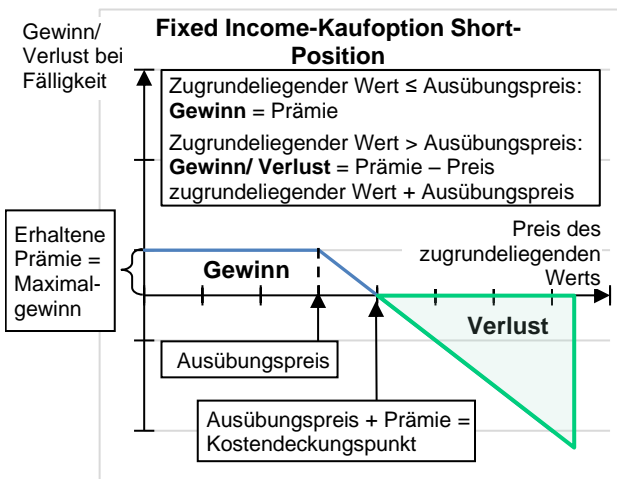 Gewinn/
Verlust bei
Fälligkeit
Fixed Income-Kaufoption Short-
Position
Zugrundeliegender Wert ≤ Ausübungspreis:
Gewinn = Prämie
Zugrundeliegender Wert > Ausübungspreis:
Gewinn/ Verlust = Prämie – Preis
zugrundeliegender Wert + Ausübungspreis
Erhaltene
Prämie =
Maximal-
gewinn
Gewinn
Preis des
zugrundeliegenden
Werts
Verlust
Ausübungspreis
Ausübungspreis + Prämie =
Kostendeckungspunkt